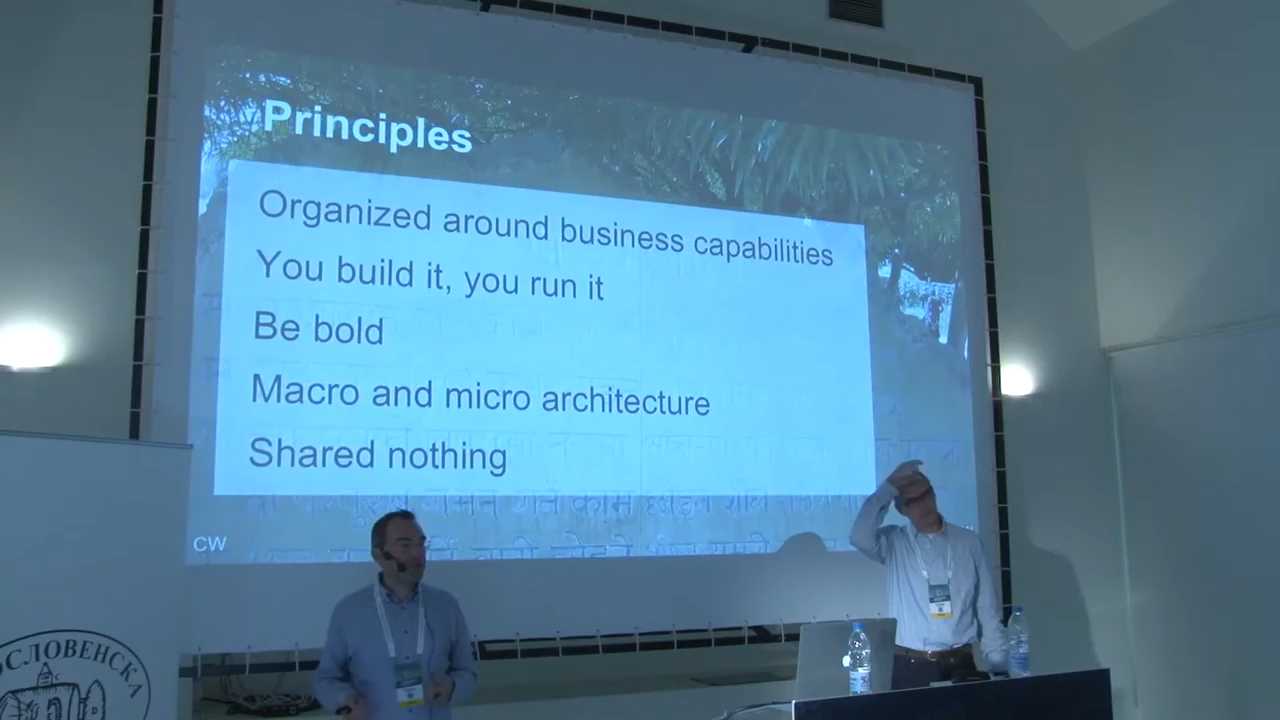 Principles
Organized around business capabilities
You build it, you run it
Be bold
Macro and micro architecture
Shared nothing
CW
ОСЛОВЕНСКА